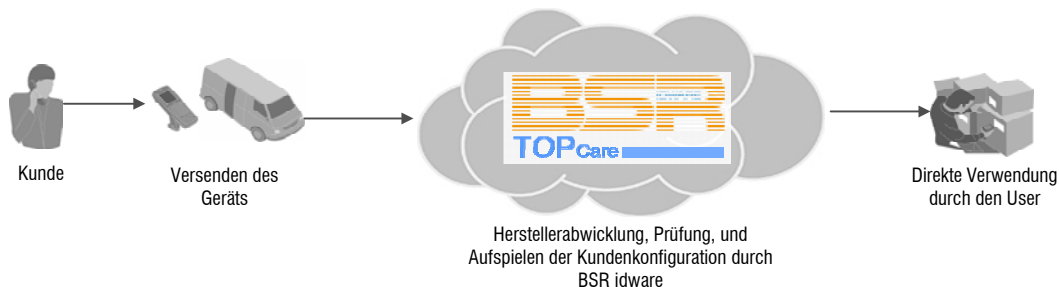 BSR
TOPCare
Kunde
Versenden des
Geräts
Direkte Verwendung
durch den User
Herstellerabwicklung, Prüfung, und
Aufspielen der Kundenkonfiguration durch
BSR idware